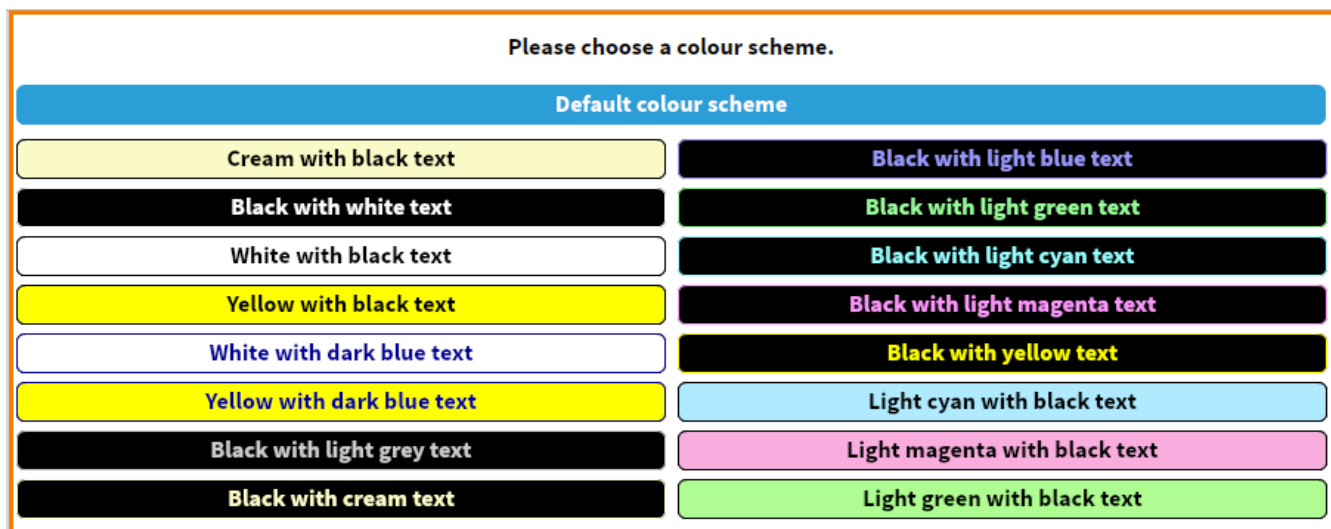 Please choose a colour scheme.
Default colour scheme
Cream with black text
Black with light blue text
Black with white text
Black with light green text
White with black text
Black with light cyan text
Yellow with black text
Black with light magenta text
White with dark blue text
Black with yellow text
Yellow with dark blue text
Light cyan with black text
Black with light grey text
Light magenta with black text
Black with cream text
Light green with black text